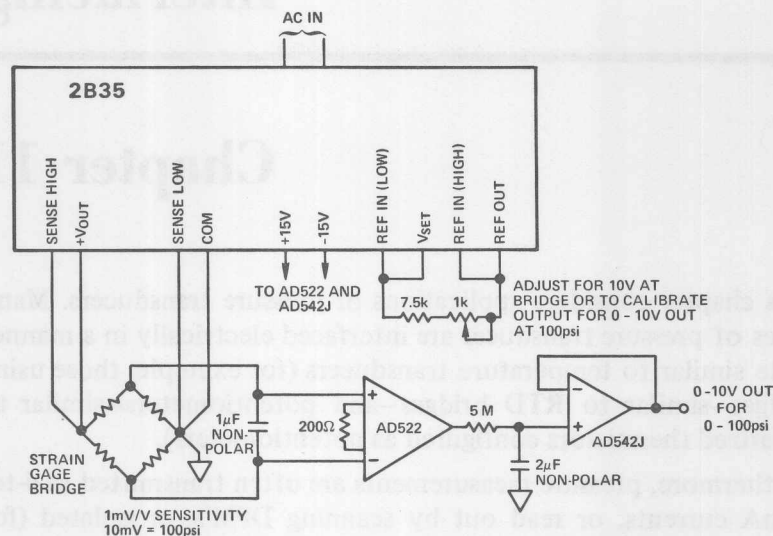 AC IN
2B35
SENSE HIGH
+VOUT
SENSE LOW
COM
+15V
-15V
REF IN (LOW)
VSET
REF IN (HIGH)
REF OUT
TO AD522 AND
AD542J
7.5k
1k
ADJUST FOR 10V AT
BRIDGE OR TO CALIBRATE
OUTPUT FOR 0 – 10V OUT
AT 100psi
STRAIN
GAGE
BRIDGE
1μF
NON-
POLAR
200Ω
+
–
AD522
5 M
2μF
NON-POLAR
–
+
AD542J
0 – 10V OUT
FOR
0 – 100psi
1mV/V SENSITIVITY
10mV = 100psi